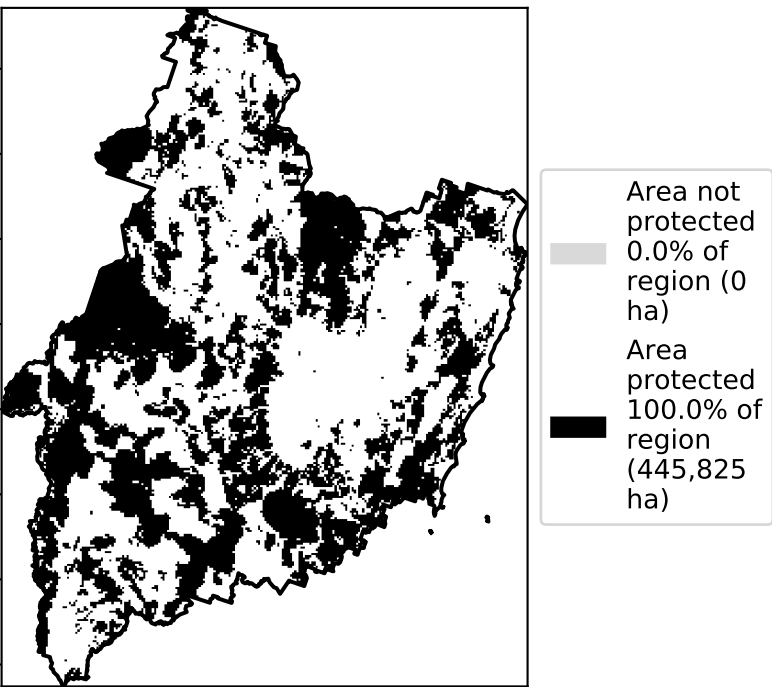 Area not
protected
0.0% of
region (0
ha)
Area
protected
100.0% of
region
(445,825
ha)